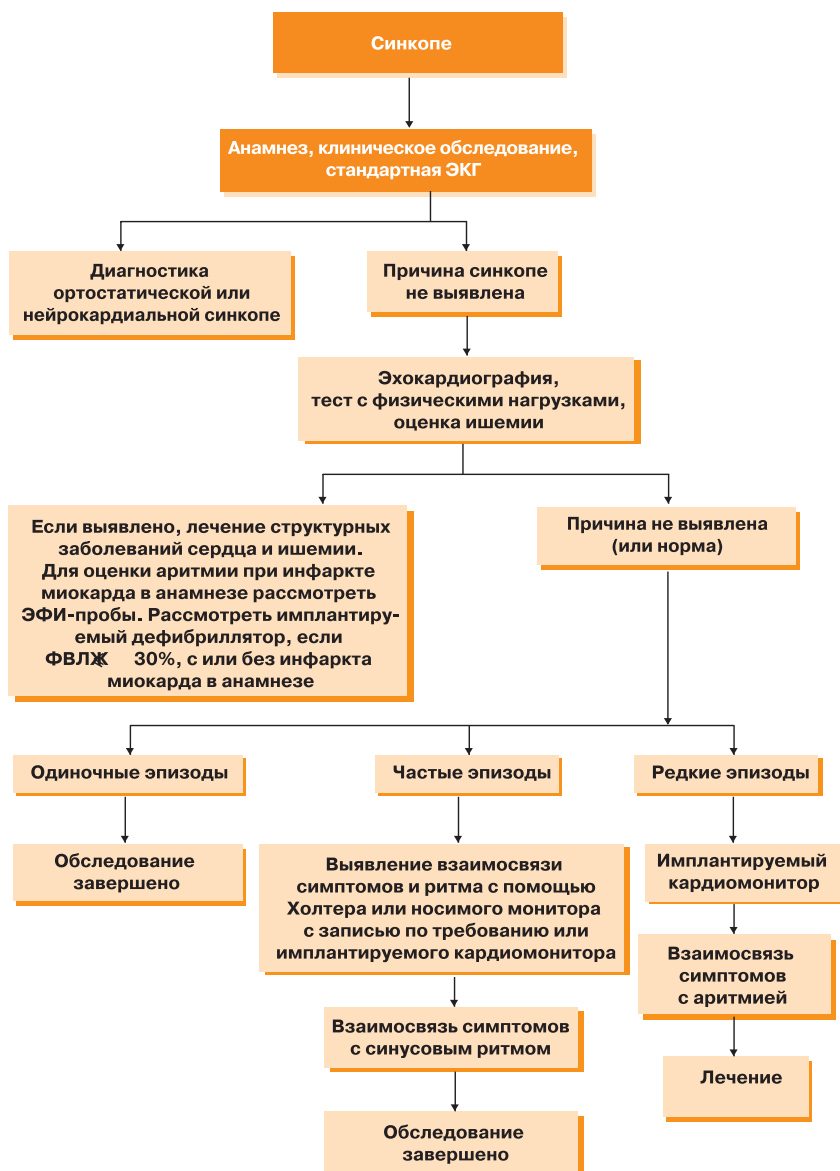 Синкопе
Анамнез, клиническое обследование,
стандартная ЭКГ
Диагностика
ортостатической или
нейрокардиальной синкопе
Причина синкопе
не выявлена
Эхокардиография,
тест с физическими нагрузками,
оценка ишемии
Если выявлено, лечение структурных
заболеваний сердца и ишемии.
Для оценки аритмии при инфаркте
миокарда в анамнезе рассмотреть
ЭФИ-пробы. Рассмотреть имплантиру-
емый дефибриллятор, если
ФВЛЖ 30%, с или без инфаркта
миокарда в анамнезе
Причина не выявлена
(или норма)
Одиночные эпизоды
Частые эпизоды
Редкие эпизоды
Обследование
завершено
Выявление взаимосвязи
симптомов и ритма с помощью
Холтера или носимого монитора
с записью по требованию или
имплантируемого кардиомонитора
Имплантируемый
кардиомонитор
Взаимосвязь
симптомов
с аритмией
Взаимосвязь симптомов
с синусовым ритмом
Лечение
Обследование
завершено